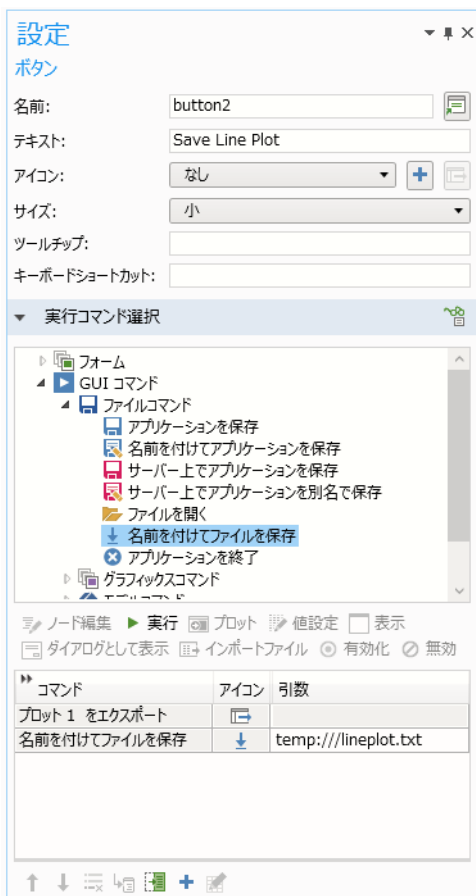 設定
ボタン
名前: button2
テキスト: Save Line Plot
アイコン: なし
サイズ: 小
ツールチップ:
キーボードショートカット:
実行コマンド選択
フォーム
GUI コマンド
ファイルコマンド
アプリケーションを保存
名前を付けてアプリケーションを保存
サーバー上でアプリケーションを保存
サーバー上でアプリケーションを別名で保存
ファイルを開く
名前を付けてファイルを保存
アプリケーションを終了
グラフィックスコマンド
ノード編集 実行 プロット 値設定 表示
ダイアログとして表示 インポートファイル 有効化 無効
コマンド アイコン 引数
プロット 1 をエクスポート
名前を付けてファイルを保存 temp:///lineplot.txt